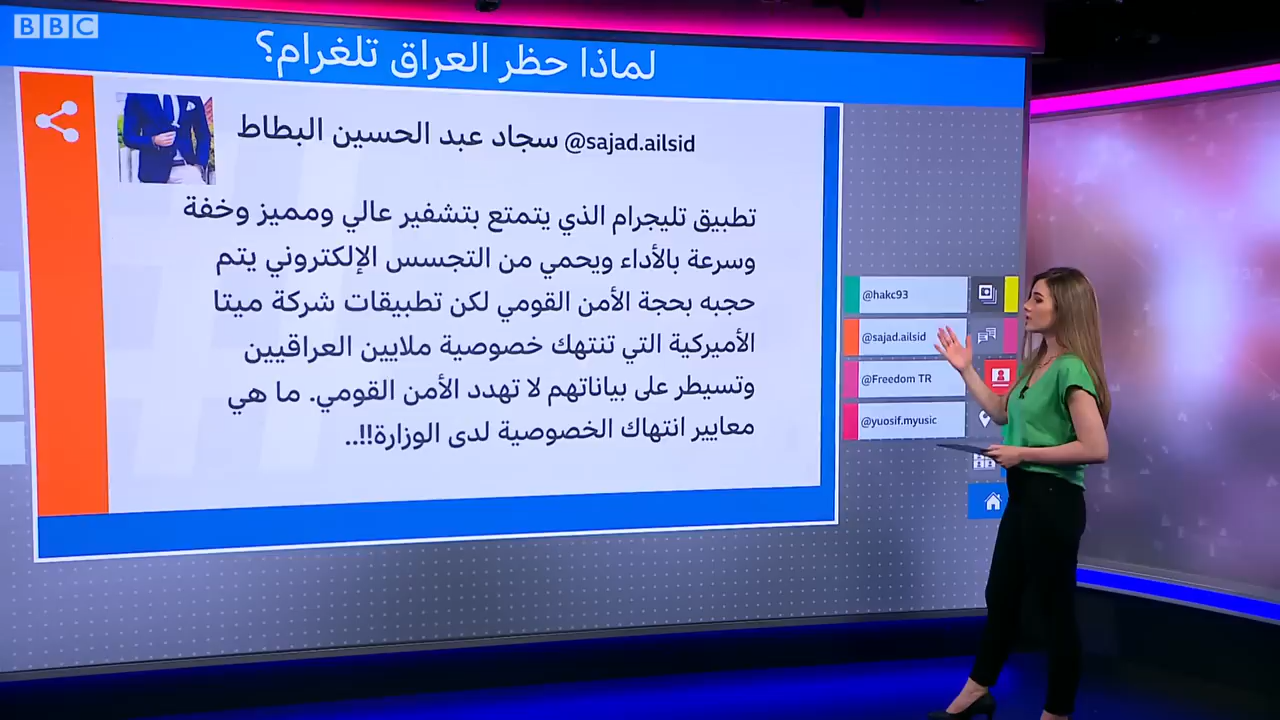 BBC
لماذا حظر العراق تلغرام؟
سجاد عبد الحسين البطاط @sajad.ailsid
تطبيق تليجرام الذي يتمتع بتشفير عالي ومميز وخفة
وسرعة بالأداء ويحمي من التجسس الإلكتروني يتم
حجبه بحجة الأمن القومي لكن تطبيقات شركة ميتا
الأميركية التي تنتهك خصوصية ملايين العراقيين
وتسيطر على بياناتهم لا تهدد الأمن القومي. ما هي
معايير انتهاك الخصوصية لدى الوزارة!!..
@hakc93
@sajad.ailsid
@Freedom TR
@yuosif.myusic